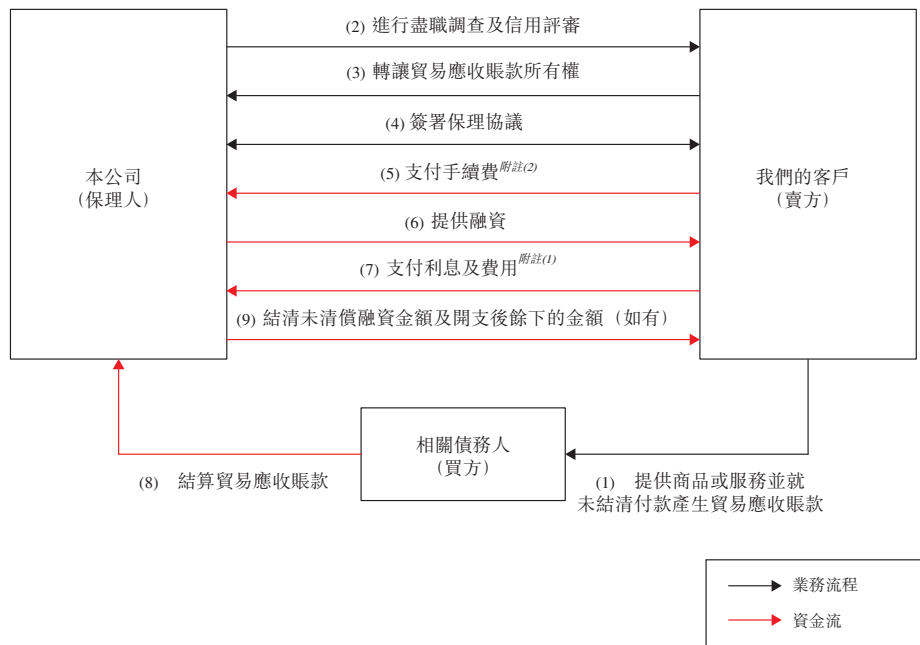 (2) 進行盡職調查及信用評審
(3) 轉讓貿易應收賬款所有權
(4) 簽署保理協議
本公司
（保理人）
(5) 支付手續費附註(2)
我們的客戶
（賣方）
(6) 提供融資
(7) 支付利息及費用附註(1)
(9) 結清未清償融資金額及開支後餘下的金額（如有）
相關債務人
（買方）
(8) 結算貿易應收賬款
(1) 提供商品或服務並就
未結清付款產生貿易應收賬款
業務流程
資金流